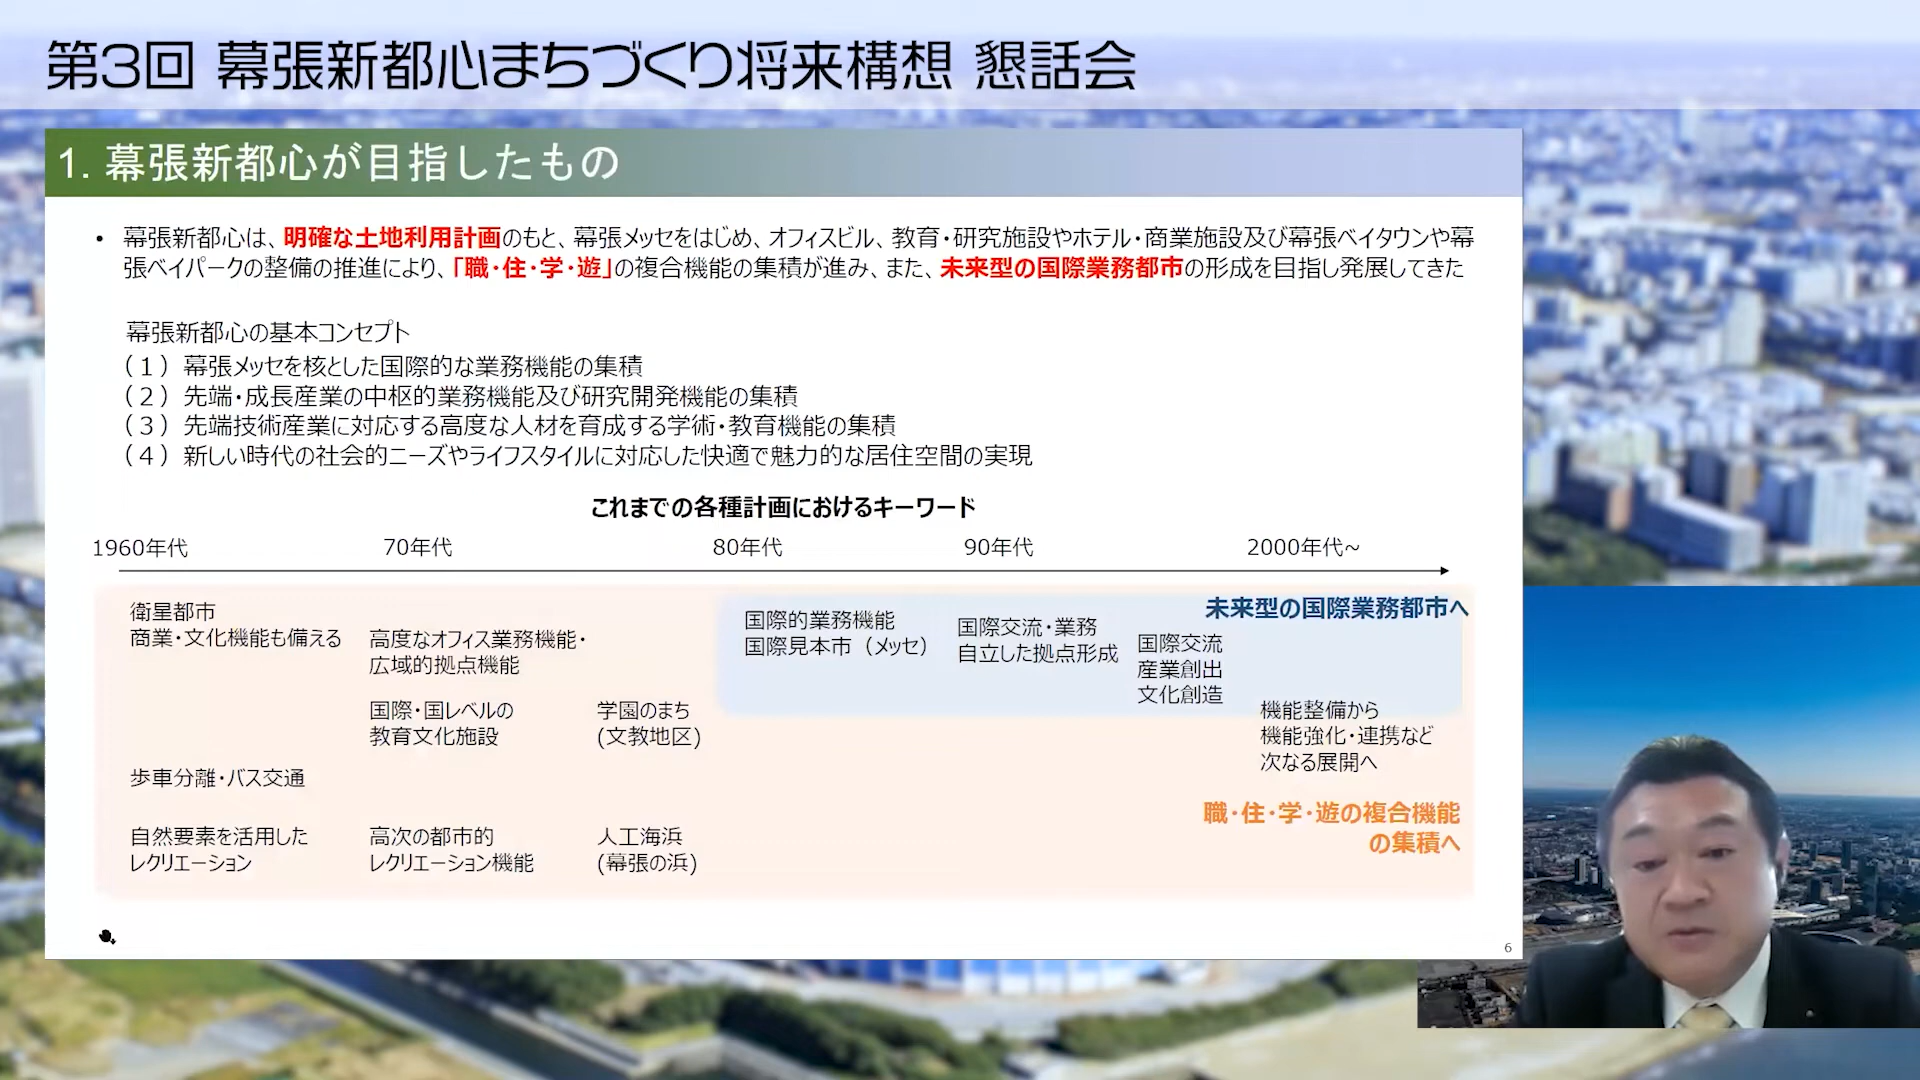 第3回 幕張新都心まちづくり将来構想 懇話会
1. 幕張新都心が目指したもの
• 幕張新都心は、明確な土地利用計画のもと、幕張メッセをはじめ、オフィスビル、教育・研究施設やホテル・商業施設及び幕張ベイタウンや幕
張ベイパークの整備の推進により、「職・住・学・遊」の複合機能の集積が進み、また、未来型の国際業務都市の形成を目指し発展してきた
幕張新都心の基本コンセプト
（１）幕張メッセを核とした国際的な業務機能の集積
（２）先端・成長産業の中枢的業務機能及び研究開発機能の集積
（３）先端技術産業に対応する高度な人材を育成する学術・教育機能の集積
（４）新しい時代の社会的ニーズやライフスタイルに対応した快適で魅力的な居住空間の実現
これまでの各種計画におけるキーワード
1960年代 70年代 80年代 90年代 2000年代~
衛星都市
商業・文化機能も備える
高度なオフィス業務機能・
広域的拠点機能
国際的業務機能
国際見本市（メッセ）
国際交流・業務
自立した拠点形成
国際交流
産業創出
文化創造
未来型の国際業務都市へ
国際・国レベルの
教育文化施設
学園のまち
(文教地区)
機能整備から
機能強化・連携など
次なる展開へ
歩車分離・バス交通
職・住・学・遊の複合機能
の集積へ
自然要素を活用した
レクリエーション
高次の都市的
レクリエーション機能
人工海浜
(幕張の浜)
6